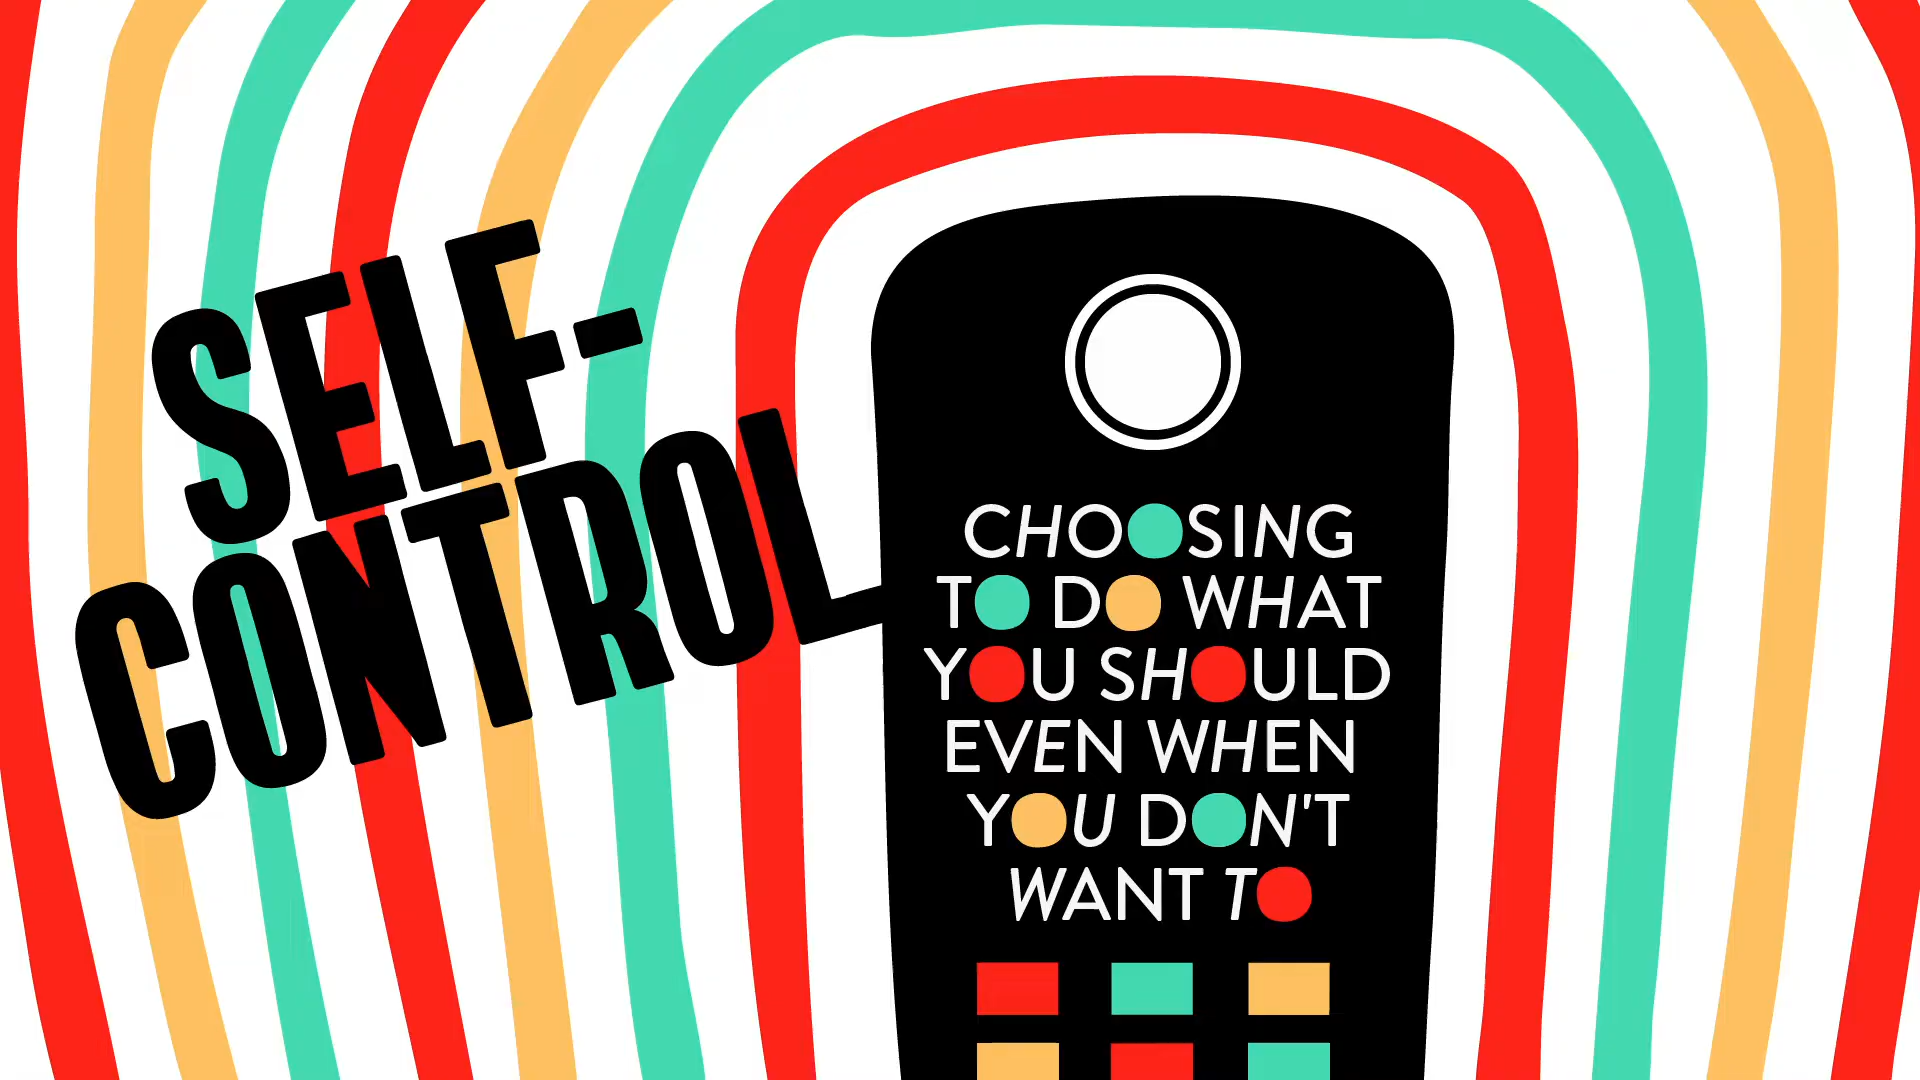 SELF-
CONTROL
CHOOSING
TO DO WHAT
YOU SHOULD
EVEN WHEN
YOU DON'T
WANT TO